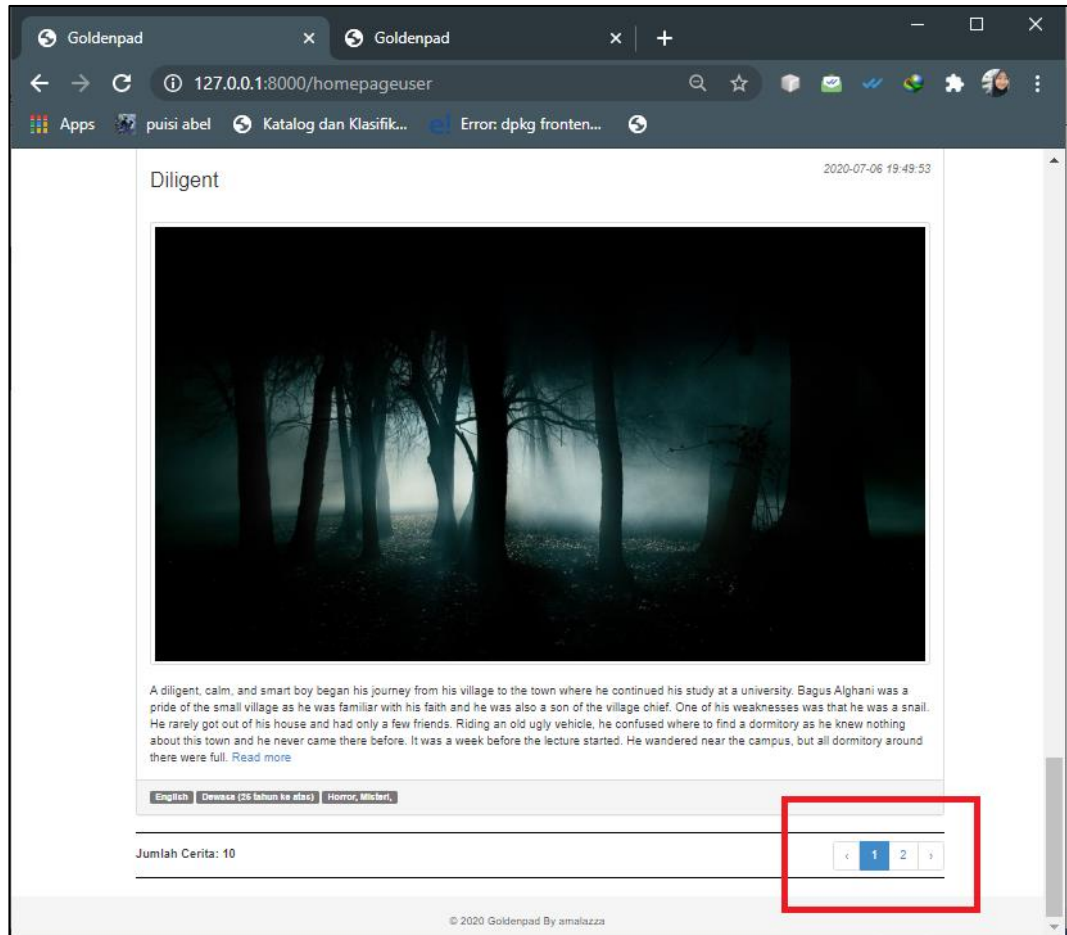 Goldenpad
Goldenpad
127.0.0.1:8000/homepageuser
Apps
puisi abel
Katalog dan Klasifik...
Error: dpkg fronten...
Diligent
2020-07-06 19:49:53
A diligent, calm, and smart boy began his journey from his village to the town where he continued his study at a university. Bagus Alghani was a
pride of the small village as he was familiar with his faith and he was also a son of the village chief. One of his weaknesses was that he was a snail.
He rarely got out of his house and had only a few friends. Riding an old ugly vehicle, he confused where to find a dormitory as he knew nothing
about this town and he never came there before. It was a week before the lecture started. He wandered near the campus, but all dormitory around
there were full. Read more
English Dewasa (26 tahun ke atas) Horror, Misteri,
Jumlah Cerita: 10
‹ 1 2 ›
© 2020 Goldenpad By amalazza